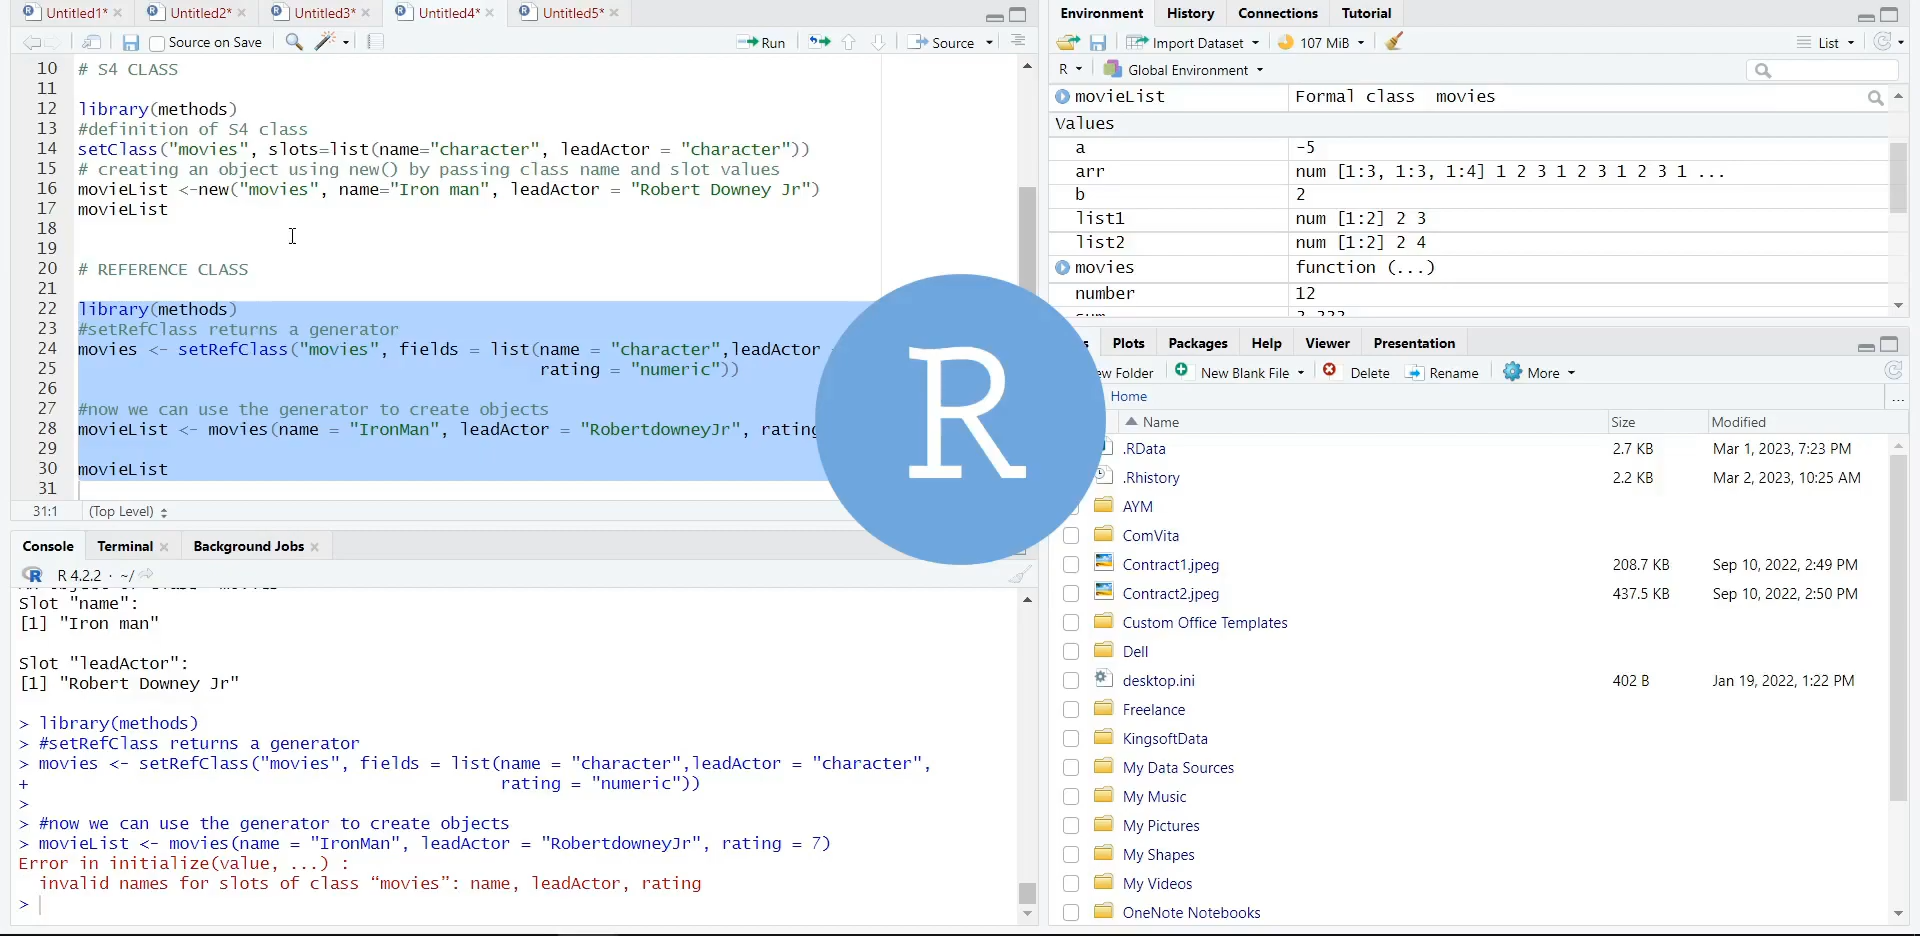 Untitled1*
Untitled2*
Untitled3*
Untitled4*
Untitled5*
Source on Save
Run
Source
10 # S4 CLASS
11
12 library(methods)
13 #definition of S4 class
14 setClass("movies", slots=list(name="character", leadActor = "character"))
15 # creating an object using new() by passing class name and slot values
16 movieList <-new("movies", name="Iron man", leadActor = "Robert Downey Jr")
17 movieList
18
19
20 # REFERENCE CLASS
21
22 library(methods)
23 #setRefClass returns a generator
24 movies <- setRefClass("movies", fields = list(name = "character",leadActor
25 rating = "numeric"))
26
27 #now we can use the generator to create objects
28 movieList <- movies(name = "IronMan", leadActor = "RobertdowneyJr", rating
29
30 movieList
31
31:1 (Top Level)
Console Terminal Background Jobs
R 4.2.2 · ~/
Slot "name":
[1] "Iron man"
Slot "leadActor":
[1] "Robert Downey Jr"
> library(methods)
> #setRefClass returns a generator
> movies <- setRefClass("movies", fields = list(name = "character",leadActor = "character",
+ rating = "numeric"))
>
> #now we can use the generator to create objects
> movieList <- movies(name = "IronMan", leadActor = "RobertdowneyJr", rating = 7)
Error in initialize(value, ...) :
invalid names for slots of class “movies”: name, leadActor, rating
>
R
Environment History Connections Tutorial
Import Dataset 107 MiB List
R Global Environment
movieList Formal class movies
Values
a -5
arr num [1:3, 1:3, 1:4] 1 2 3 1 2 3 1 2 3 1 ...
b 2
list1 num [1:2] 2 3
list2 num [1:2] 2 4
movies function (...)
number 12
Plots Packages Help Viewer Presentation
Folder New Blank File Delete Rename More
Home ...
Name Size Modified
.RData 2.7 KB Mar 1, 2023, 7:23 PM
.Rhistory 2.2 KB Mar 2, 2023, 10:25 AM
AYM
ComVita
Contract1.jpeg 208.7 KB Sep 10, 2022, 2:49 PM
Contract2.jpeg 437.5 KB Sep 10, 2022, 2:50 PM
Custom Office Templates
Dell
desktop.ini 402 B Jan 19, 2022, 1:22 PM
Freelance
KingsoftData
My Data Sources
My Music
My Pictures
My Shapes
My Videos
OneNote Notebooks